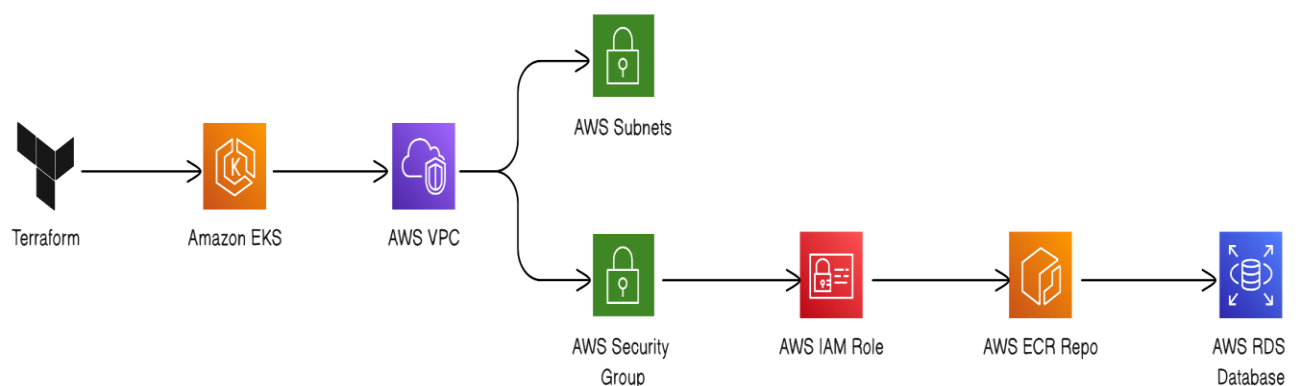 AWS Subnets
Terraform
Amazon EKS
AWS VPC
AWS Security
Group
AWS IAM Role
AWS ECR Repo
AWS RDS
Database